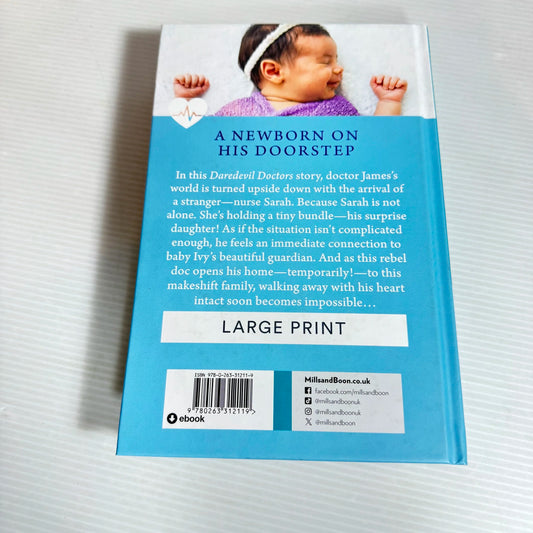 A NEWBORN ON
HIS DOORSTEP
In this Daredevil Doctors story, doctor James's
world is turned upside down with the arrival of
a stranger—nurse Sarah. Because Sarah is not
alone. She's holding a tiny bundle—his surprise
daughter! As if the situation isn't complicated
enough, he feels an immediate connection to
baby Ivy's beautiful guardian. And as this rebel
doc opens his home—temporarily!—to this
makeshift family, walking away with his heart
intact soon becomes impossible...
LARGE PRINT
ISBN 978-0-263-31211-9
9 780263 312119 >
ebook
MillsandBoon.co.uk
facebook.com/millsandboon
@millsandboonuk
@millsandboonuk
@millsandboon